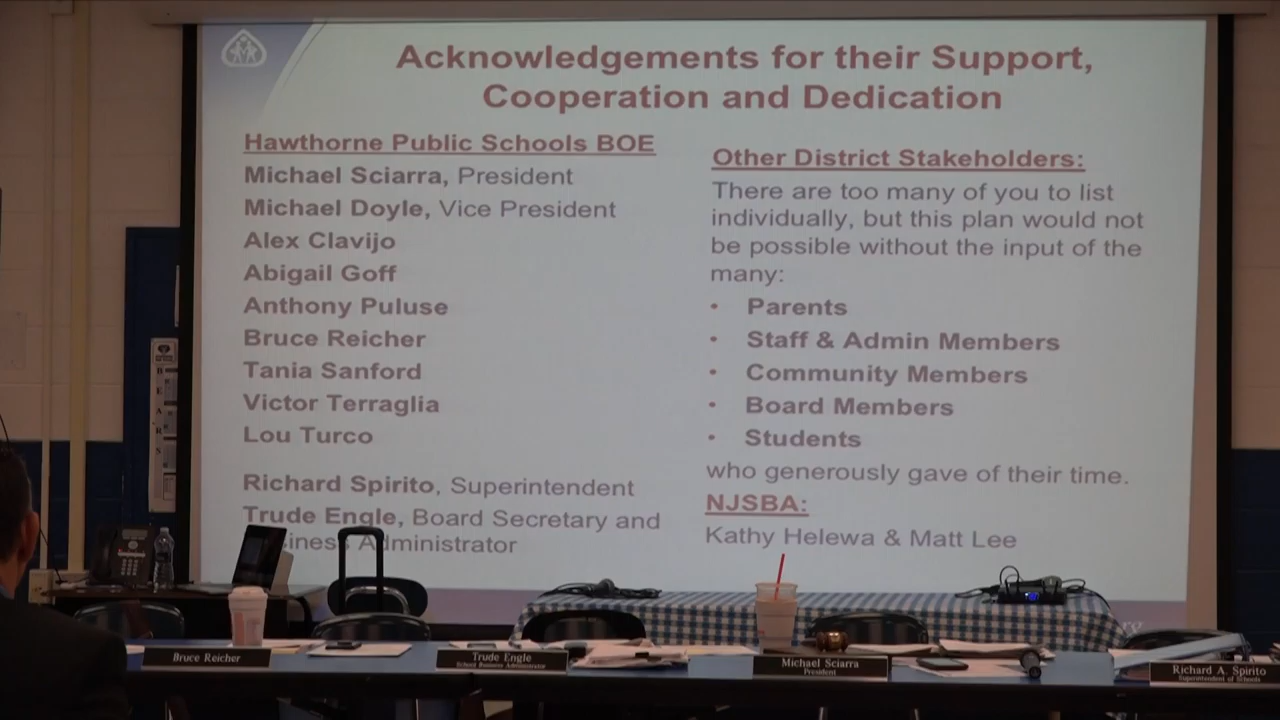 Acknowledgements for their Support,
Cooperation and Dedication
Hawthorne Public Schools BOE
Michael Sciarra, President
Michael Doyle, Vice President
Alex Clavijo
Abigail Goff
Anthony Puluse
Bruce Reicher
Tania Sanford
Victor Terraglia
Lou Turco
Richard Spirito, Superintendent
Trude Engle, Board Secretary and
Administrator
Other District Stakeholders:
There are too many of you to list
individually, but this plan would not
be possible without the input of the
many:
• Parents
• Staff & Admin Members
• Community Members
• Board Members
• Students
who generously gave of their time.
NJSBA:
Kathy Helewa & Matt Lee
BEARS
Bruce Reicher
Trude Engle
School Business Administrator
Michael Sciarra
President
Richard A. Spirito
Superintendent of Schools